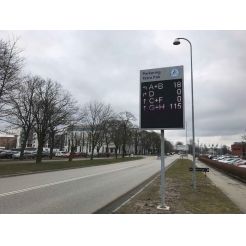 Parkering
A+B 18
D 0
C+F 0
G+H 115